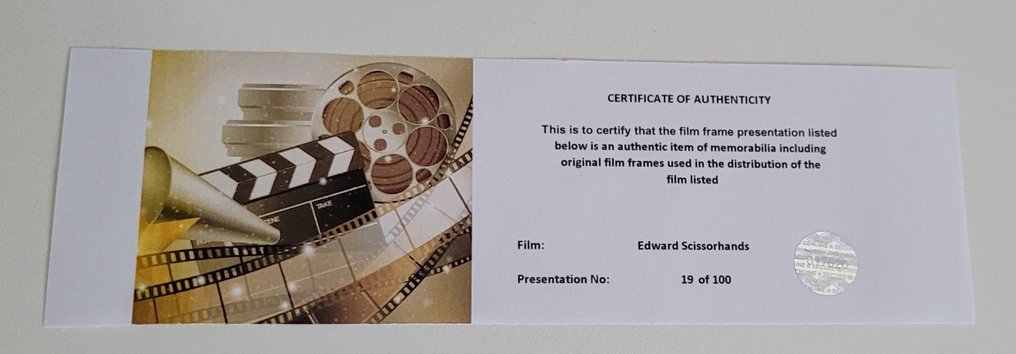 CERTIFICATE OF AUTHENTICITY
This is to certify that the film frame presentation listed
below is an authentic item of memorabilia including
original film frames used in the distribution of the
film listed
Film: Edward Scissorhands
Presentation No: 19 of 100
TAKE
GENUINE